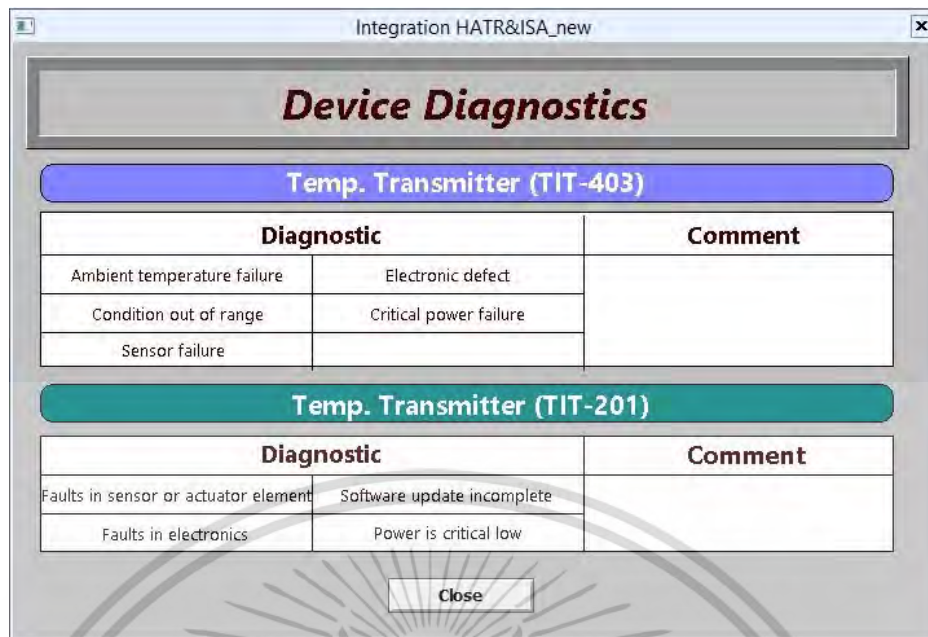 Integration HATR&ISA_new
Device Diagnostics
Temp. Transmitter (TIT-403)
Diagnostic Comment
Ambient temperature failure Electronic defect
Condition out of range Critical power failure
Sensor failure
Temp. Transmitter (TIT-201)
Diagnostic Comment
Faults in sensor or actuator element Software update incomplete
Faults in electronics Power is critical low
Close